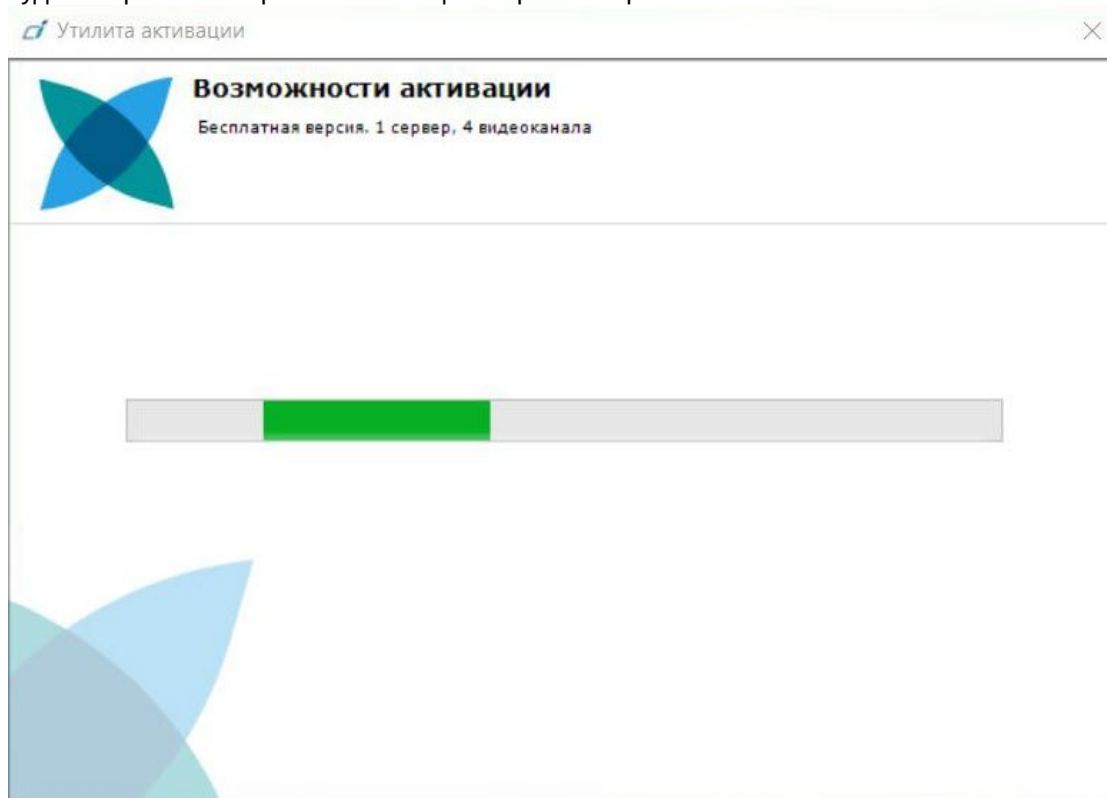 Утилита активации
Возможности активации
Бесплатная версия. 1 сервер, 4 видеоканала